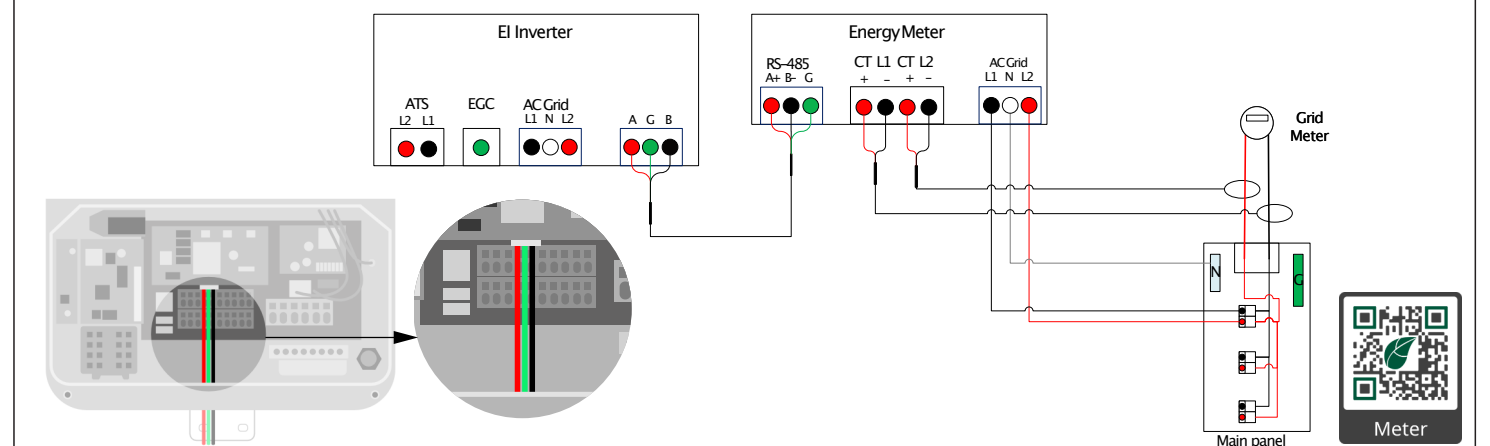 EI Inverter
ATS
L2 L1
EGC
AC Grid
L1 N L2
A G B
Energy Meter
RS-485
A+ B- G
CT L1 CT L2
+ - + -
AC Grid
L1 N L2
Grid
Meter
N
G
Main panel
Meter